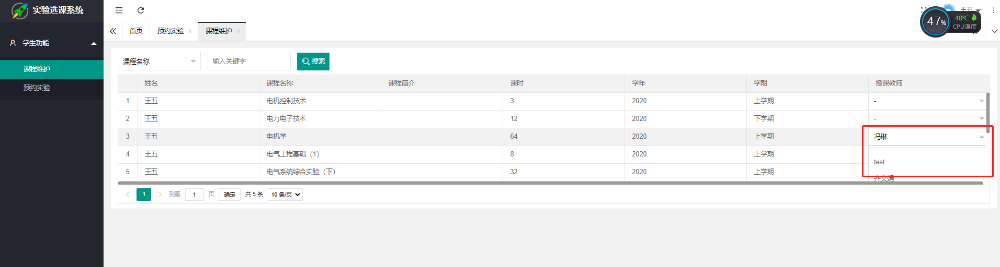 实验选课系统
王五
47%
40℃
CPU温度
首页 预约实验 课程维护
学生功能
课程维护
预约实验
课程名称 输入关键字 搜索
姓名 课程名称 课程简介 课时 学年 学期 授课教师
1 王五 电机控制技术 3 2020 上学期 -
2 王五 电力电子技术 12 2020 下学期 -
3 王五 电机学 64 2020 上学期 冯琳
4 王五 电气工程基础（1） 8 2020 上学期
test
5 王五 电气系统综合实验（下） 32 2020 上学期
齐文娟
1 到第 1 页 确定 共 5 条 10 条/页